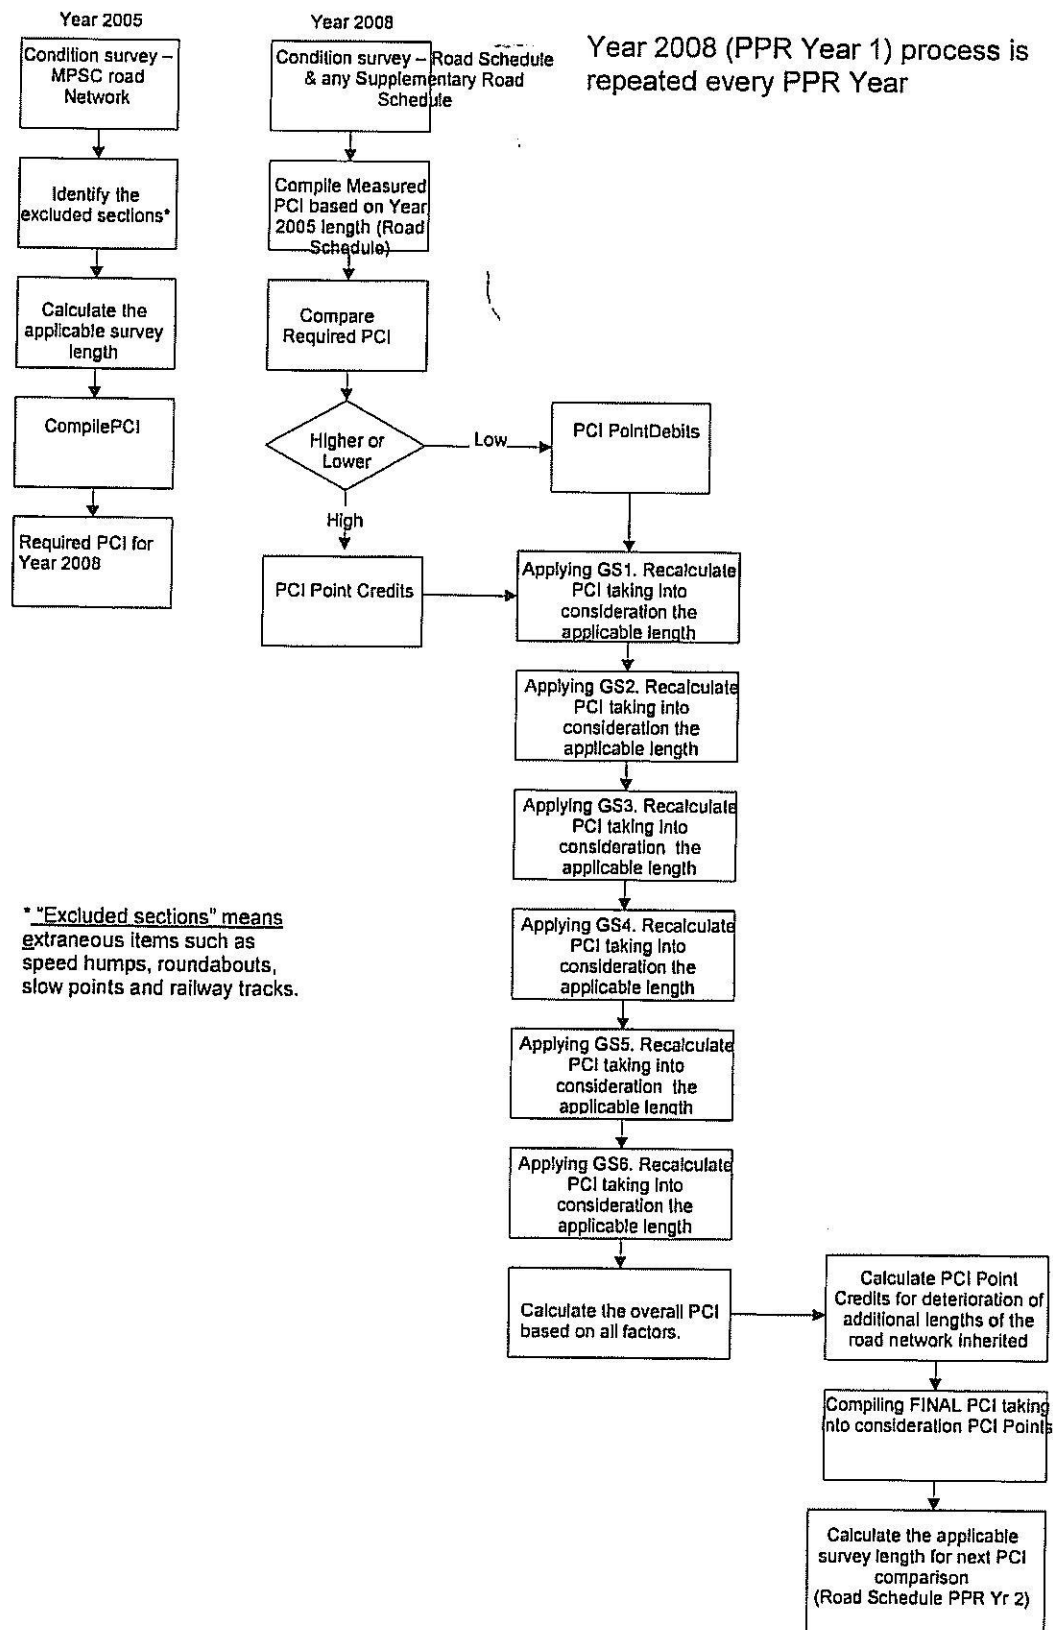 Year 2005
Condition survey –
MPSC road
Network
Identify the
excluded sections*
Calculate the
applicable survey
length
CompilePCI
Required PCI for
Year 2008
Year 2008
Condition survey – Road Schedule
& any Supplementary Road
Schedule
Compile Measured
PCI based on Year
2005 length (Road
Schedule)
Compare
Required PCI
Higher or
Lower
Low
High
PCI PointDebits
PCI Point Credits
Year 2008 (PPR Year 1) process is
repeated every PPR Year
Applying GS1. Recalculate
PCI taking into
consideration the
applicable length
Applying GS2. Recalculate
PCI taking into
consideration the
applicable length
Applying GS3. Recalculate
PCI taking into
consideration the
applicable length
Applying GS4. Recalculate
PCI taking into
consideration the
applicable length
Applying GS5. Recalculate
PCI taking into
consideration the
applicable length
Applying GS6. Recalculate
PCI taking into
consideration the
applicable length
Calculate the overall PCI
based on all factors.
Calculate PCI Point
Credits for deterioration of
additional lengths of the
road network inherited
Compiling FINAL PCI taking
nto consideration PCI Points
Calculate the applicable
survey length for next PCI
comparison
(Road Schedule PPR Yr 2)
* "Excluded sections" means
extraneous items such as
speed humps, roundabouts,
slow points and railway tracks.